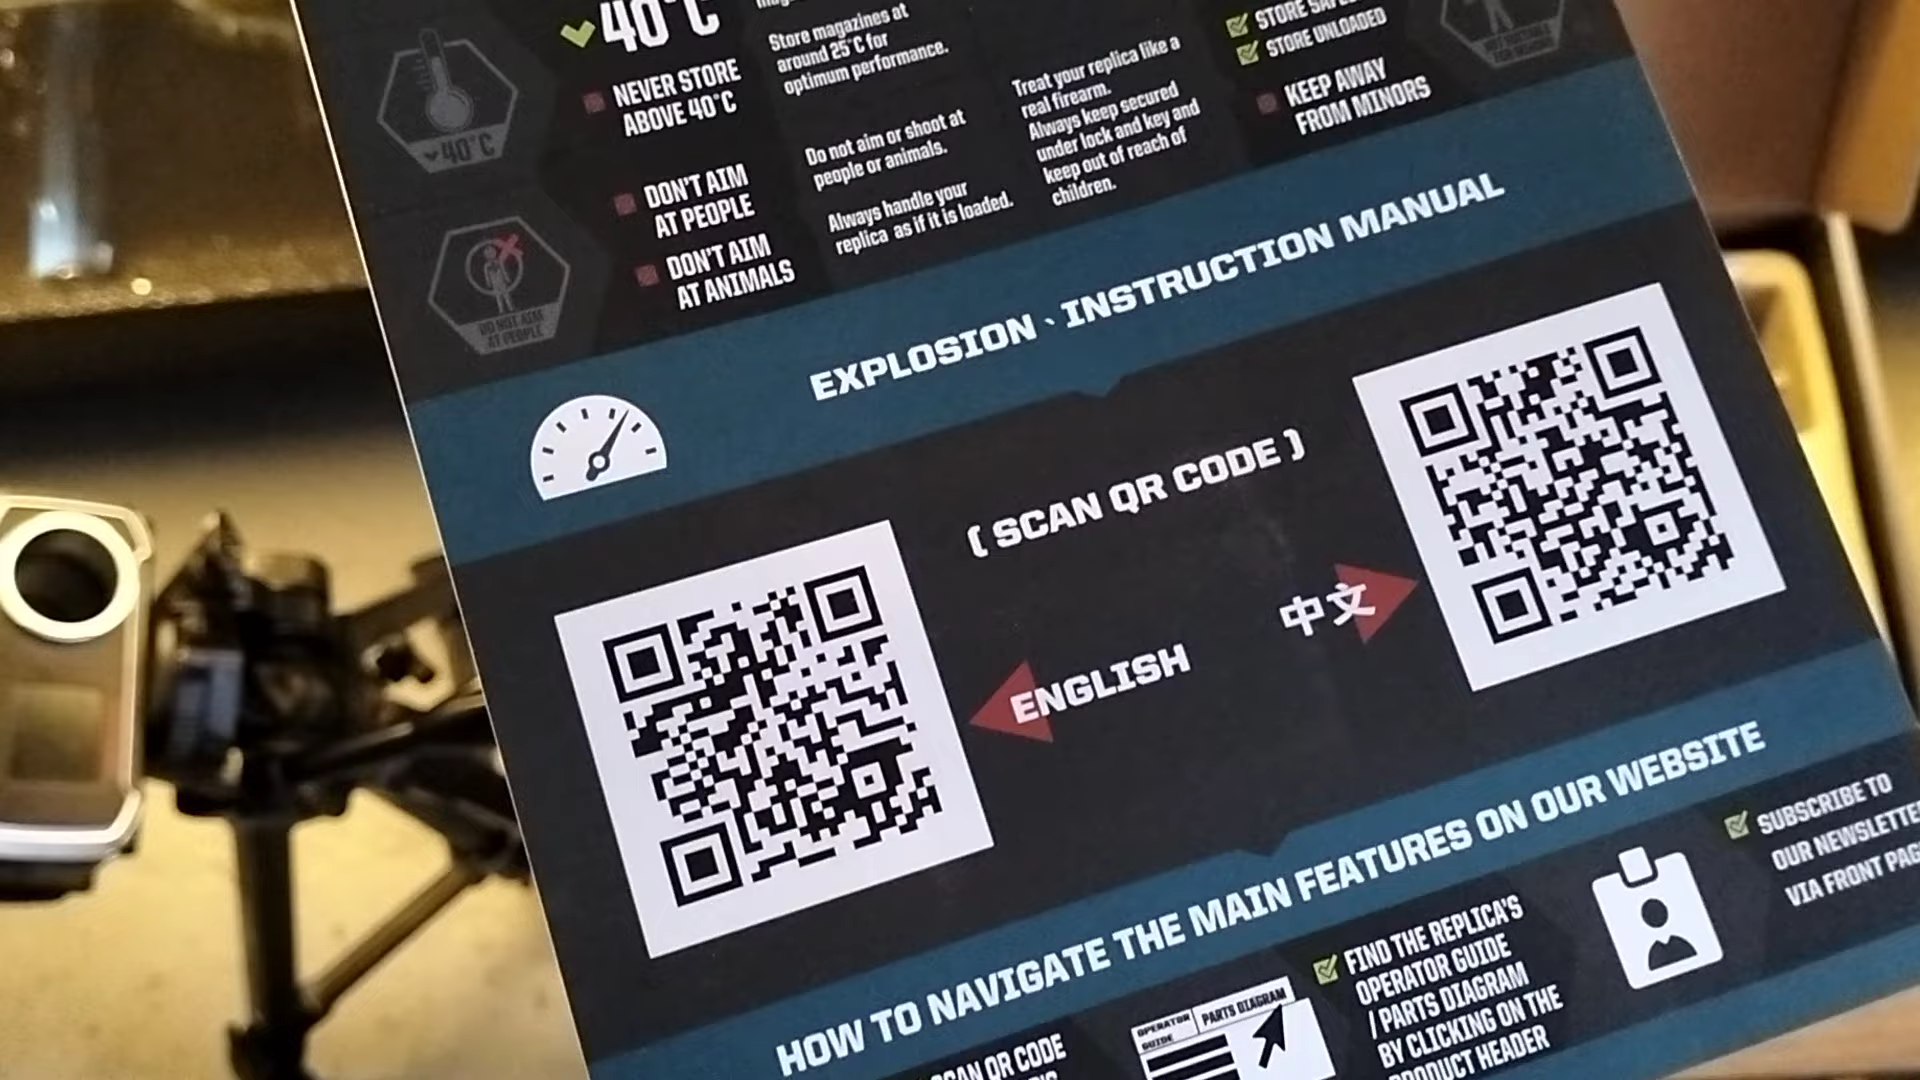 40°C
NEVER STORE
ABOVE 40°C
Store magazines at
around 25°C for
optimum performance.
40°C
DON'T AIM
AT PEOPLE
DON'T AIM
AT ANIMALS
Do not aim or shoot at
people or animals.
Always handle your
replica as if it is loaded.
DO NOT AIM
AT PEOPLE
Treat your replica like a
real firearm.
Always keep secured
under lock and key and
keep out of reach of
children.
STORE
STORE UNLOADED
KEEP AWAY
FROM MINORS
EXPLOSION、INSTRUCTION MANUAL
( SCAN QR CODE )
中文
ENGLISH
HOW TO NAVIGATE THE MAIN FEATURES ON OUR WEBSITE
SCAN QR CODE
OPERATOR
GUIDE
PARTS DIAGRAM
FIND THE REPLICA'S
OPERATOR GUIDE
/ PARTS DIAGRAM
BY CLICKING ON THE
PRODUCT HEADER
SUBSCRIBE TO
OUR NEWSLETTE
VIA FRONT PAG